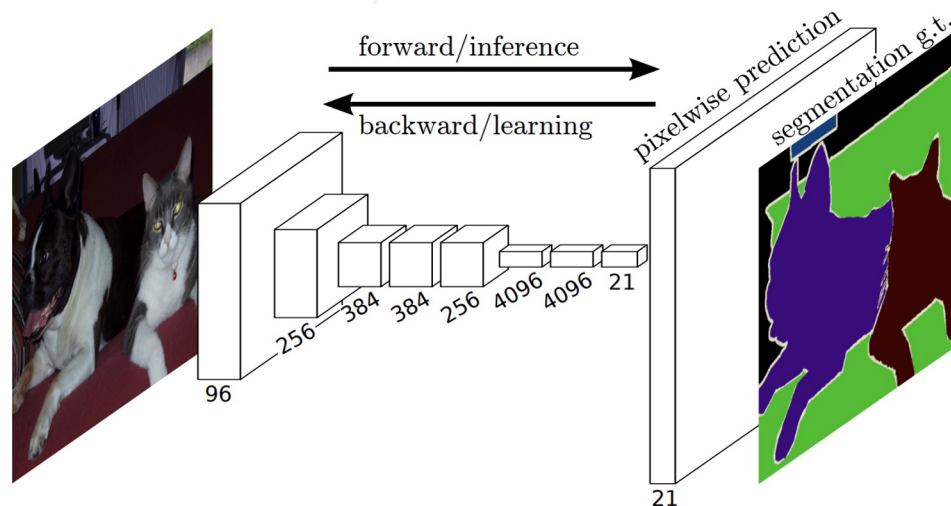 forward/inference
backward/learning
pixelwise prediction
segmentation g.t.
96
256
384
384
256
4096
4096
21
21